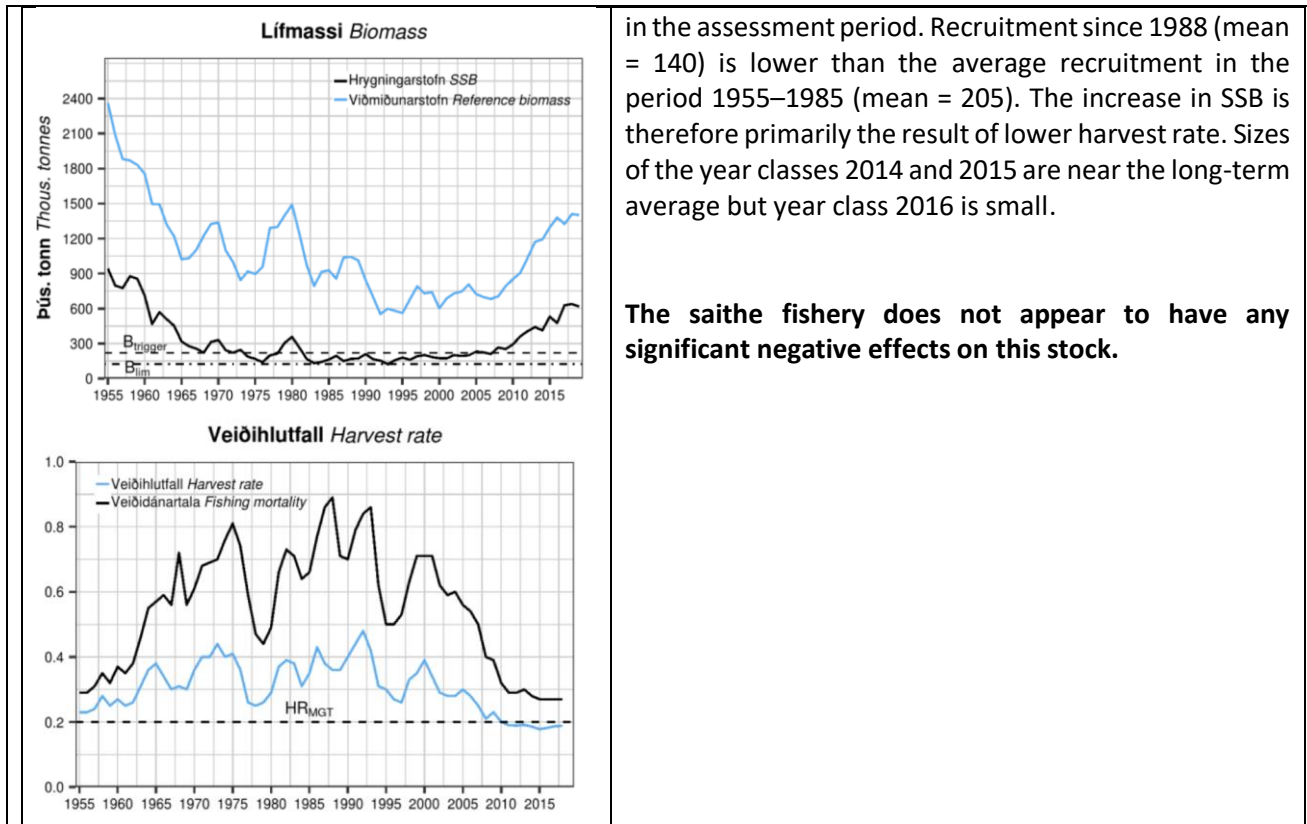 Lífmassi Biomass
Hrygningarstofn SSB
Viðmiðunarstofn Reference biomass
Þús. tonn Thous. tonnes
2400
2100
1800
1500
1200
900
600
300
0
Btrigger
Blim
1955 1960 1965 1970 1975 1980 1985 1990 1995 2000 2005 2010 2015
Veiðihlutfall Harvest rate
Veiðihlutfall Harvest rate
Veiðidánartala Fishing mortality
1.0
0.8
0.6
0.4
0.2
0.0
HRMGT
1955 1960 1965 1970 1975 1980 1985 1990 1995 2000 2005 2010 2015
in the assessment period. Recruitment since 1988 (mean
= 140) is lower than the average recruitment in the
period 1955–1985 (mean = 205). The increase in SSB is
therefore primarily the result of lower harvest rate. Sizes
of the year classes 2014 and 2015 are near the long-term
average but year class 2016 is small.
The saithe fishery does not appear to have any
significant negative effects on this stock.